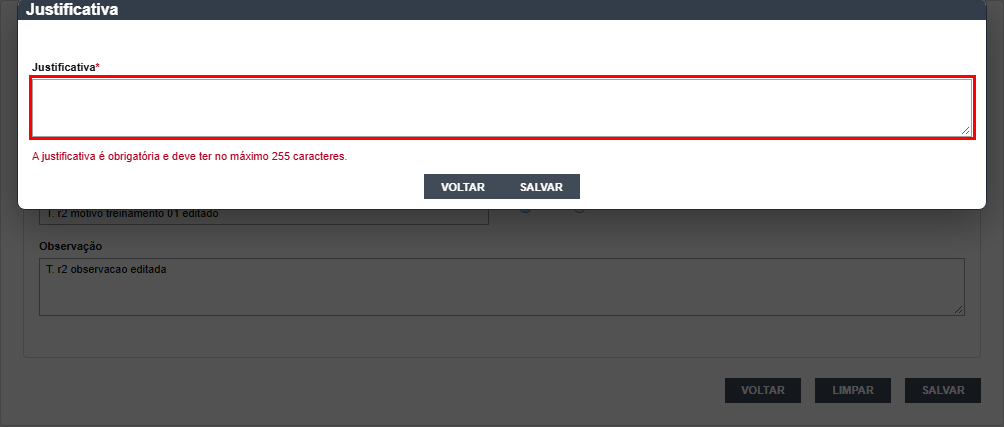 Justificativa
Justificativa*
A justificativa é obrigatória e deve ter no máximo 255 caracteres.
VOLTAR SALVAR
T. r2 motivo treinamento 01 editado
Observação
T. r2 observacao editada
VOLTAR LIMPAR SALVAR